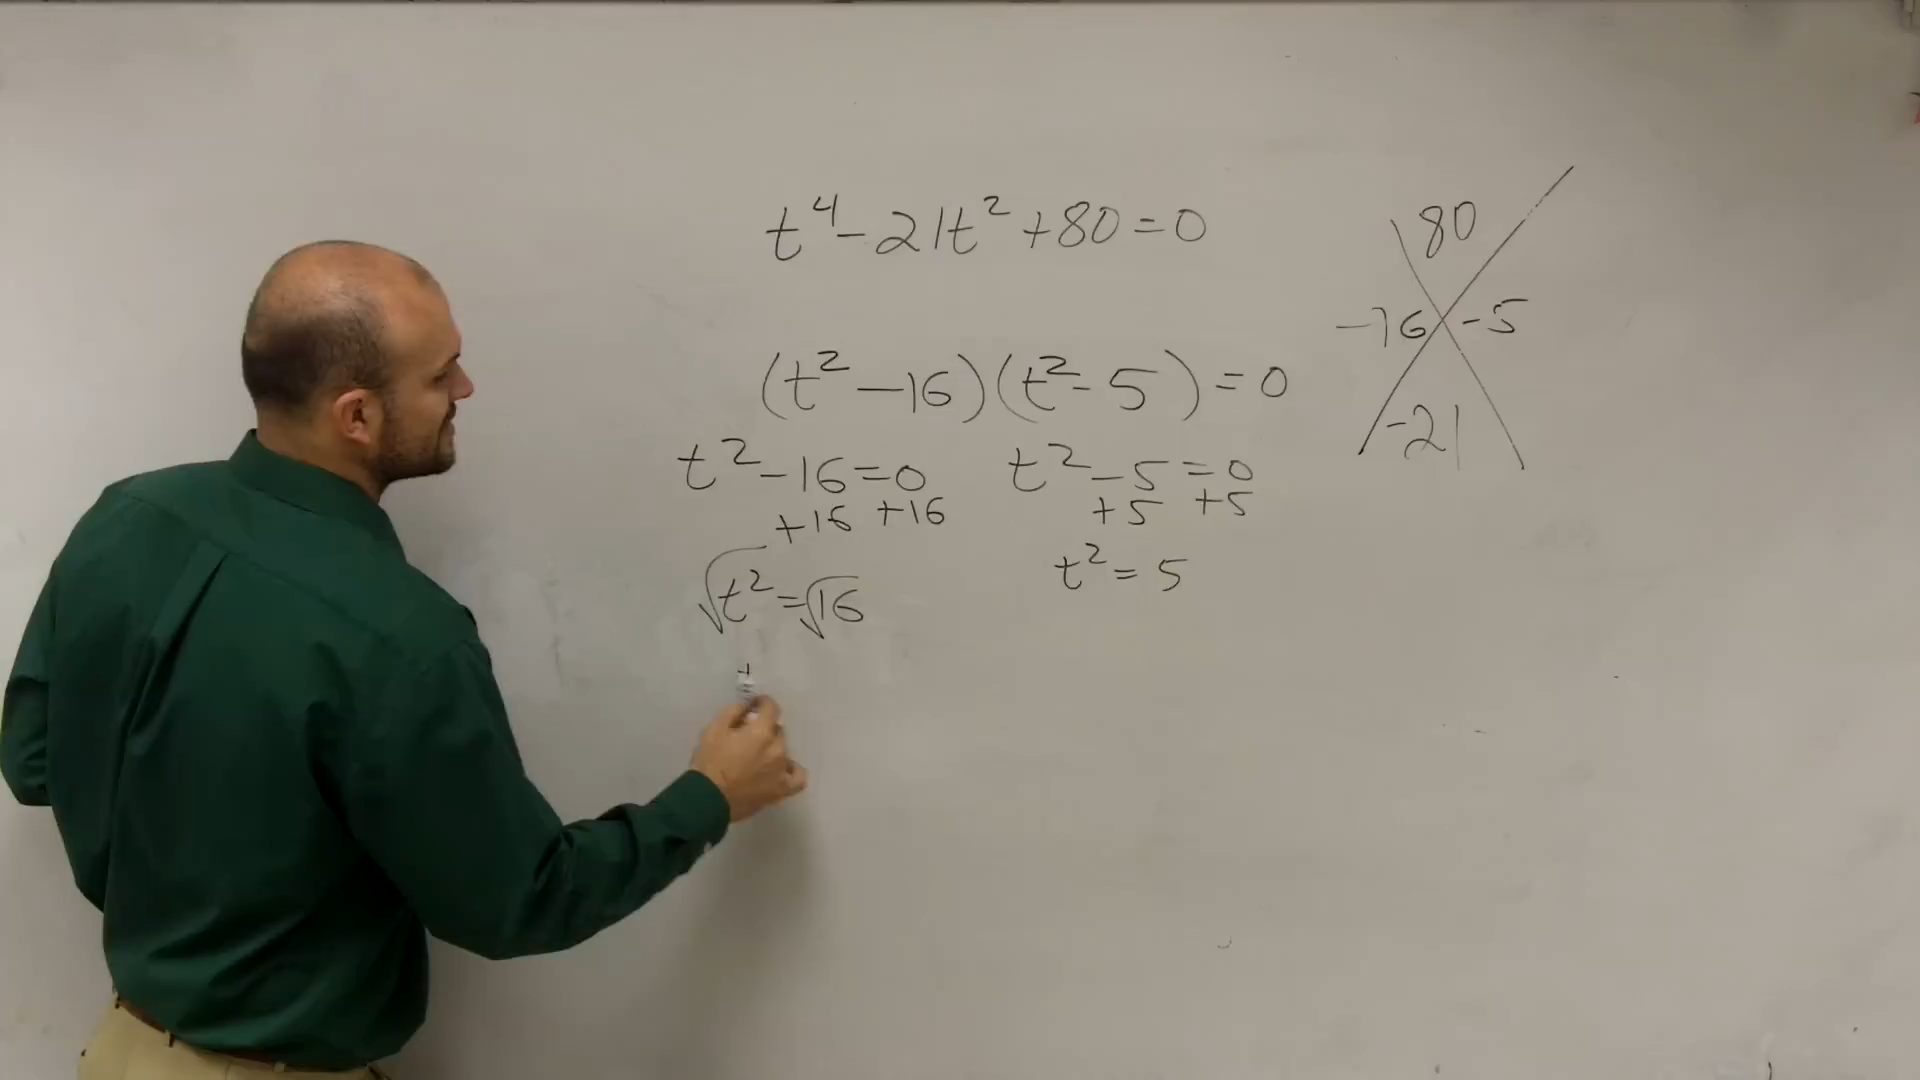 t⁴ - 21t² + 80 = 0
(t² - 16)(t² - 5) = 0
t² - 16 = 0
+16 +16
√t² = √16
t² - 5 = 0
+5 +5
t² = 5
80
-16 -5
-21